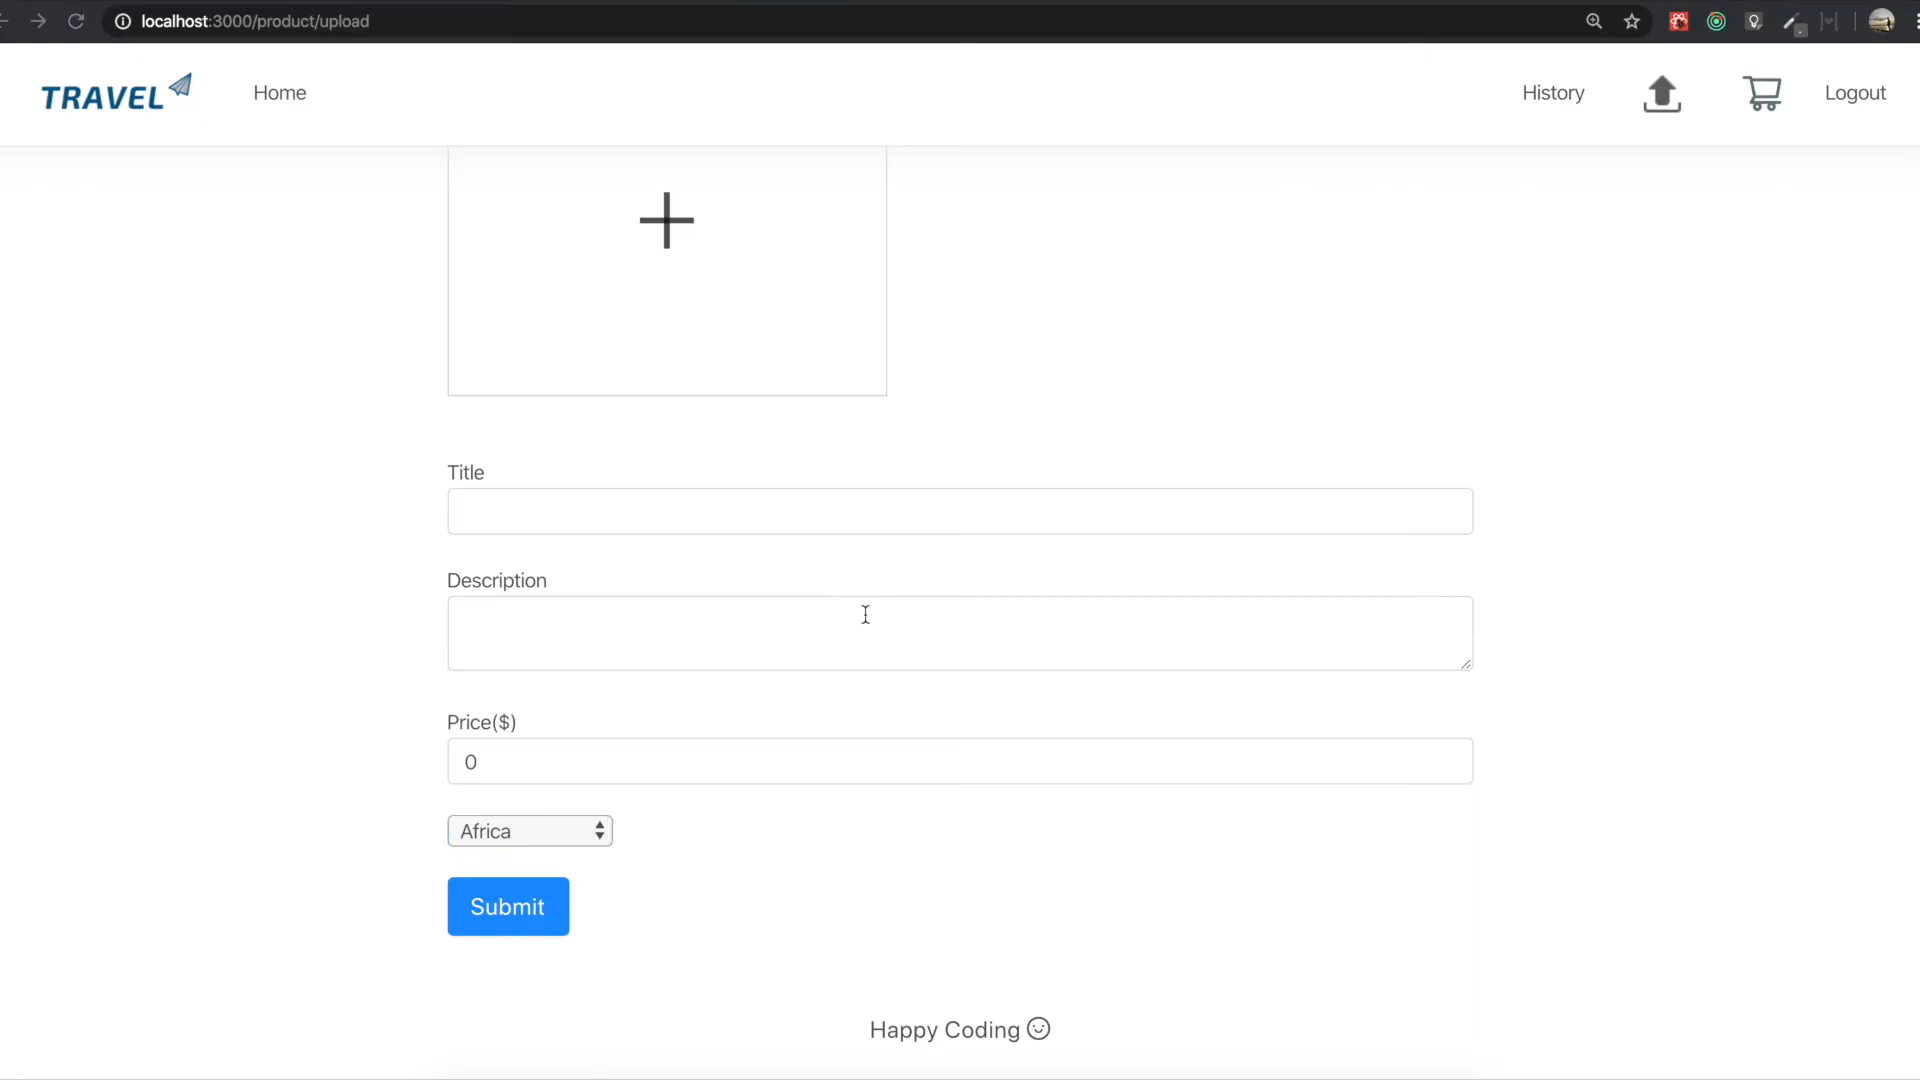 localhost:3000/product/upload
TRAVEL
Home
History
Logout
Title
Description
Price($)
0
Africa
Submit
Happy Coding